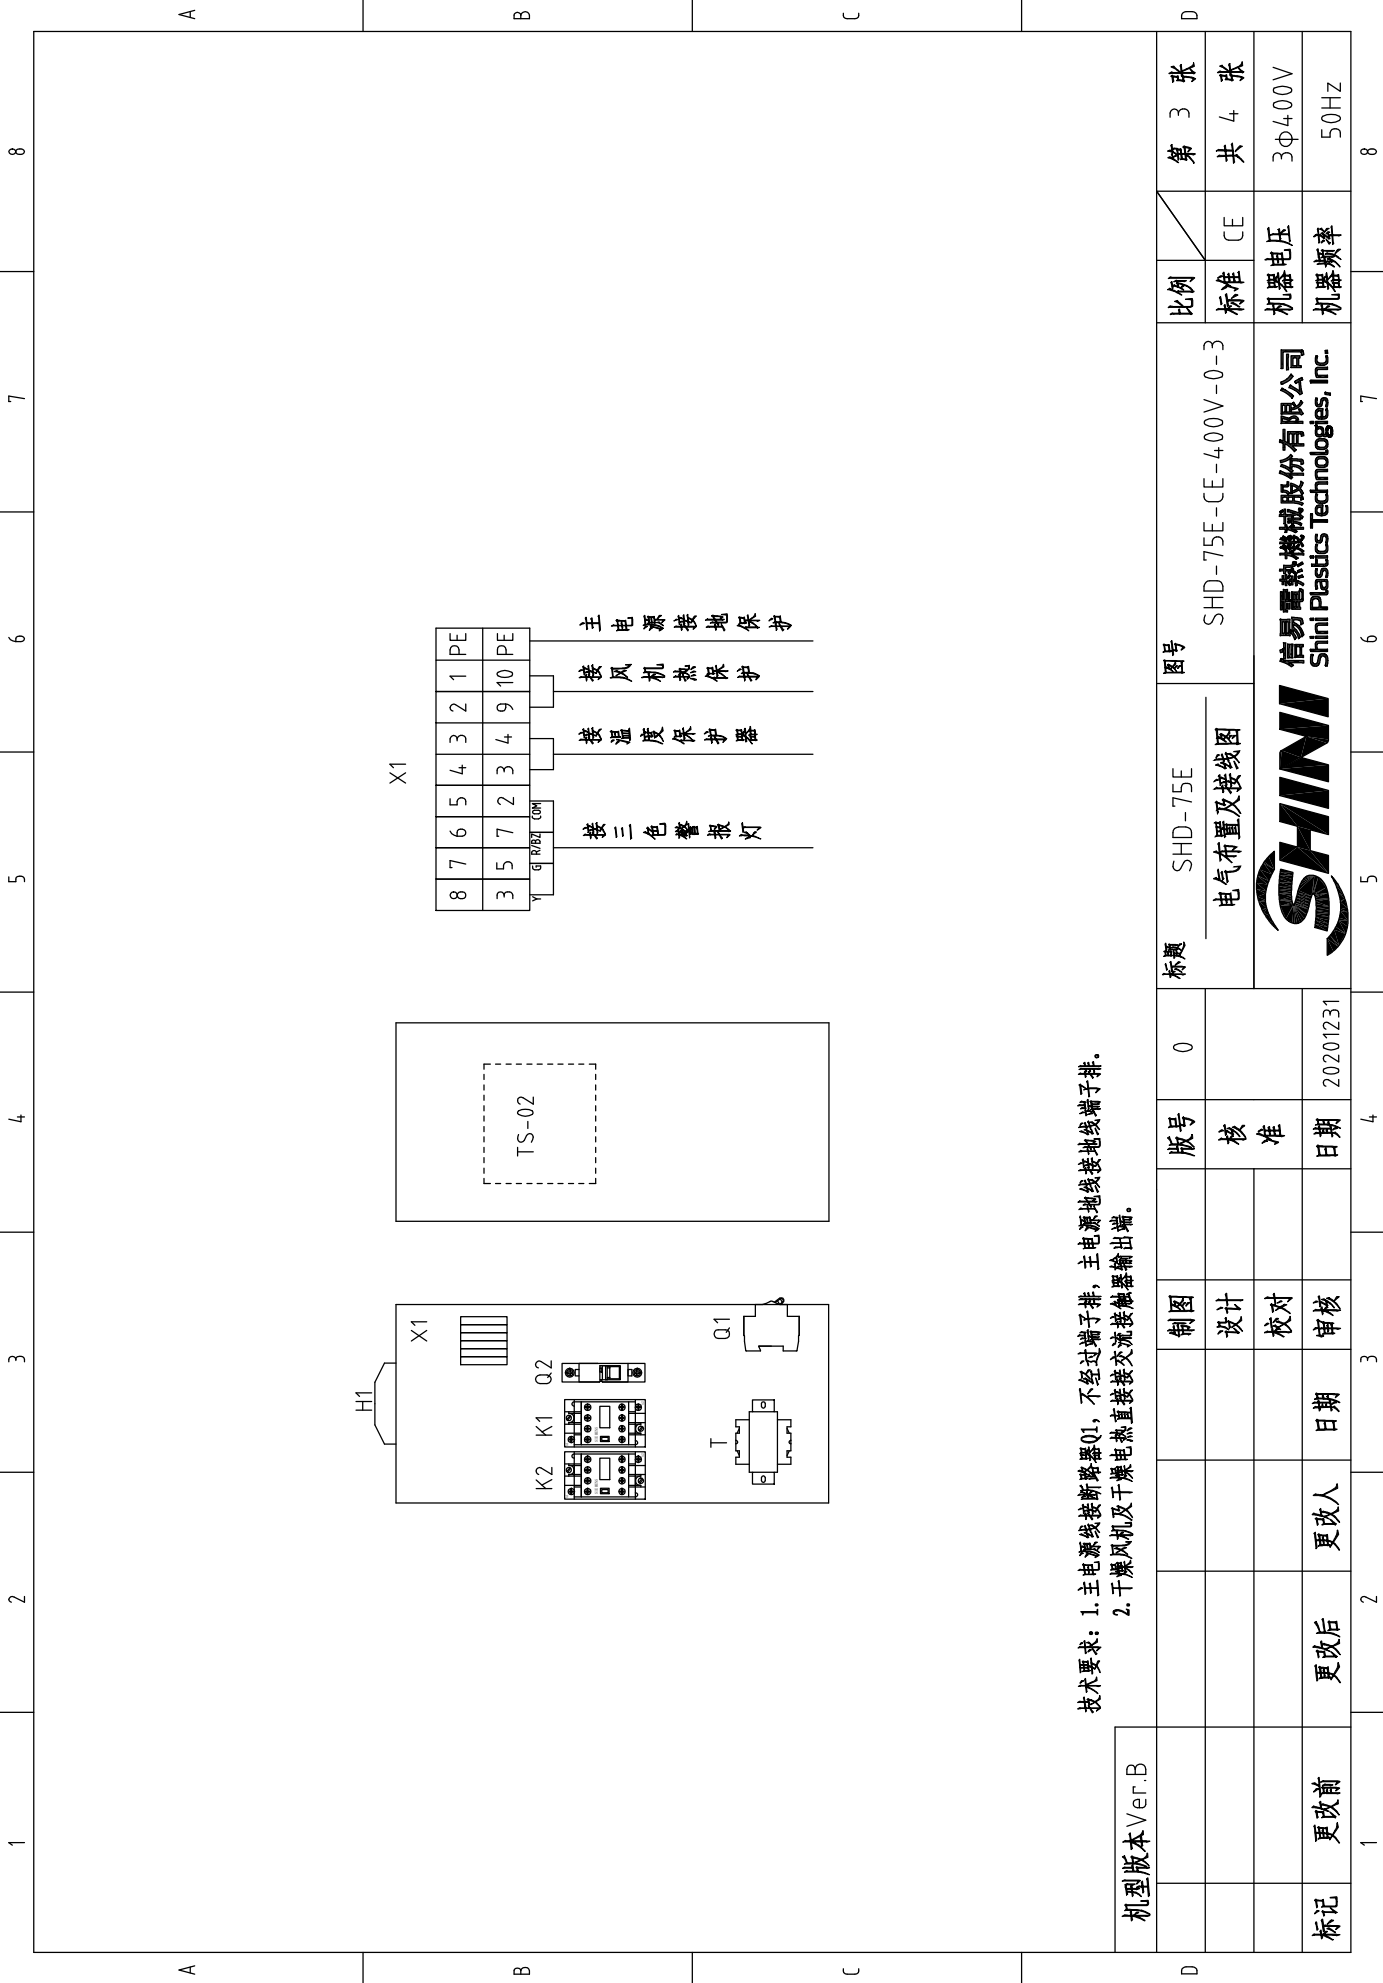 1 2 3 4 5 6 7 8
A
B
C
D
H1
X1
K2 K1 Q2
T
Q1
TS-02
X1
8 7 6 5 4 3 2 1 PE
3 5 7 2 3 4 9 10 PE
Y G R/BZ COM
接三色警报灯
接温度保护器
接风机热保护
主电源接地保护
技术要求：1.主电源线接断路器Q1，不经过端子排，主电源地线接地线端子排。
2.干燥风机及干燥电热直接接交流接触器输出端。
机型版本Ver.B
标记 更改前 更改后 更改人 日期
制图
设计
校对
审核
版号 0
核准
日期 20201231
标题
SHD-75E
电气布置及接线图
图号
SHD-75E-CE-400V-0-3
SHINI
信易電熱機械股份有限公司
Shini Plastics Technologies, Inc.
比例 第 3 张
标准 CE 共 4 张
机器电压 3Φ400V
机器频率 50Hz
A
B
C
D
1 2 3 4 5 6 7 8